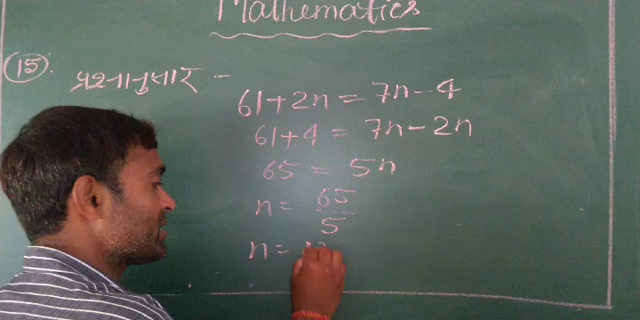 Mathematics
15.
प्रश्नानुसार -
61 + 2n = 7n - 4
61 + 4 = 7n - 2n
65 = 5n
n = 65/5
n =